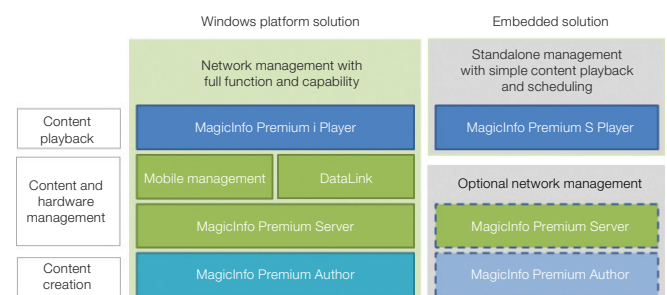 Windows platform solution
Embedded solution
Network management with
full function and capability
Standalone management
with simple content playback
and scheduling
Content
playback
MagicInfo Premium i Player
MagicInfo Premium S Player
Content and
hardware
management
Mobile management
DataLink
Optional network management
MagicInfo Premium Server
MagicInfo Premium Server
Content
creation
MagicInfo Premium Author
MagicInfo Premium Author